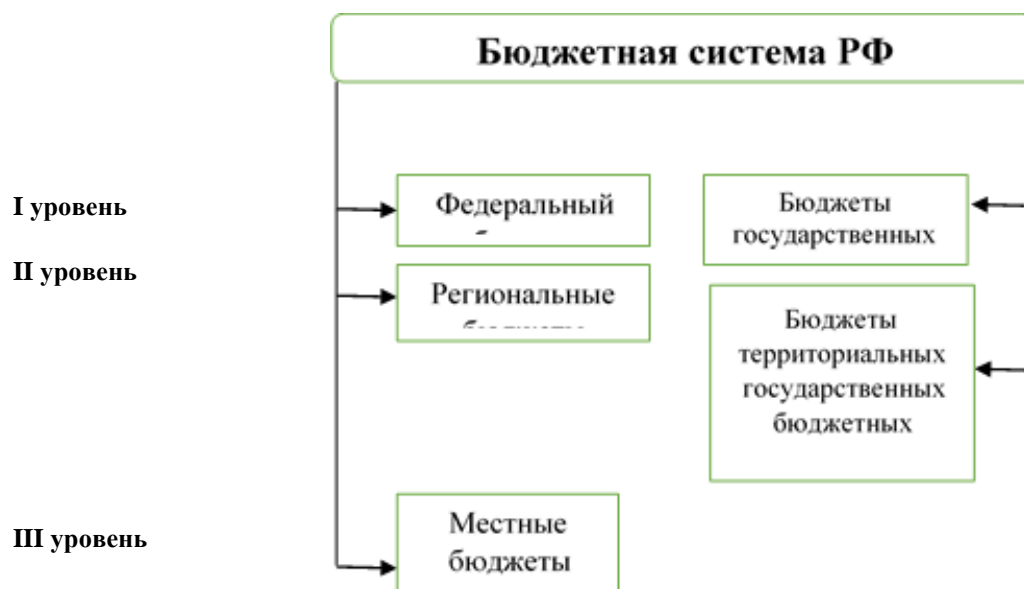 Бюджетная система РФ
I уровень
Федеральный
Бюджеты
государственных
II уровень
Региональные
Бюджеты
территориальных
государственных
бюджетных
III уровень
Местные
бюджеты